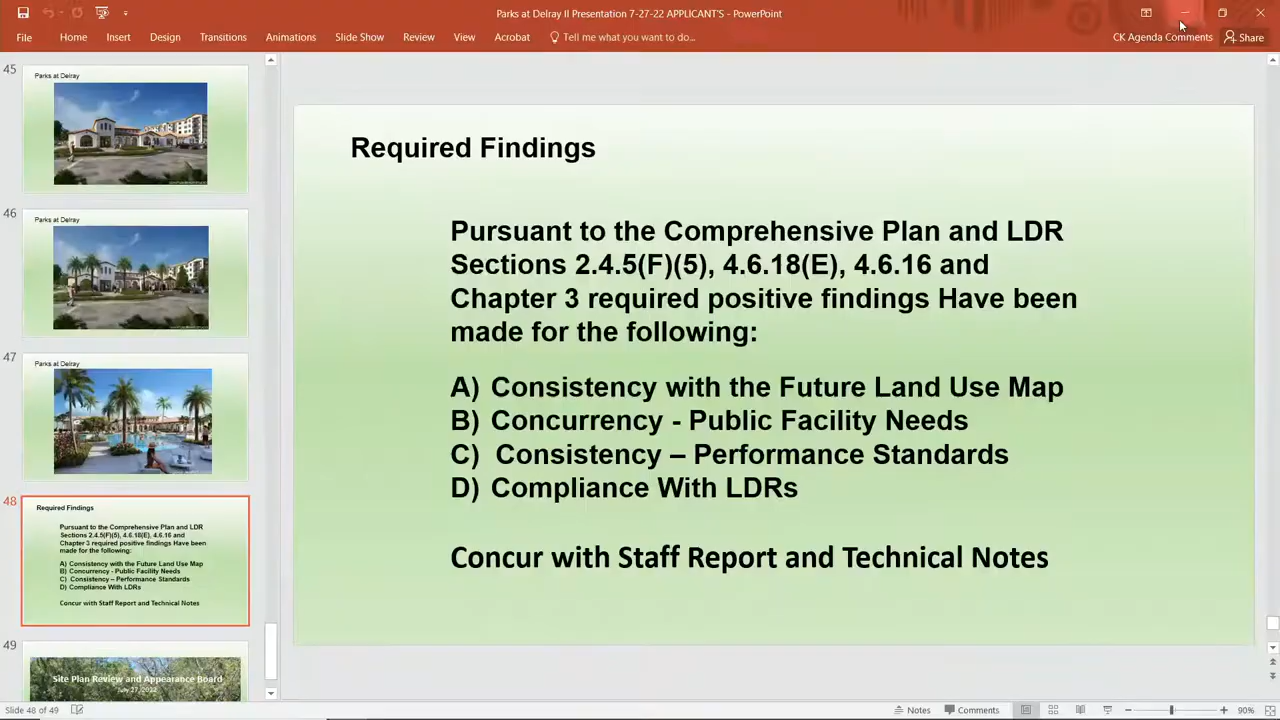 Parks at Delray II Presentation 7-27-22 APPLICANT'S - PowerPoint
File Home Insert Design Transitions Animations Slide Show Review View Acrobat Tell me what you want to do... CK Agenda Comments Share
45
Parks at Delray
46
Parks at Delray
47
Parks at Delray
48
Required Findings
Pursuant to the Comprehensive Plan and LDR
Sections 2.4.5(F)(5), 4.6.18(E), 4.6.16 and
Chapter 3 required positive findings Have been
made for the following:
A) Consistency with the Future Land Use Map
B) Concurrency - Public Facility Needs
C) Consistency – Performance Standards
D) Compliance With LDRs
Concur with Staff Report and Technical Notes
49
Site Plan Review and Appearance Board
July 27, 2022
Required Findings
Pursuant to the Comprehensive Plan and LDR
Sections 2.4.5(F)(5), 4.6.18(E), 4.6.16 and
Chapter 3 required positive findings Have been
made for the following:
A) Consistency with the Future Land Use Map
B) Concurrency - Public Facility Needs
C) Consistency – Performance Standards
D) Compliance With LDRs
Concur with Staff Report and Technical Notes
Slide 48 of 49 Notes Comments 90%